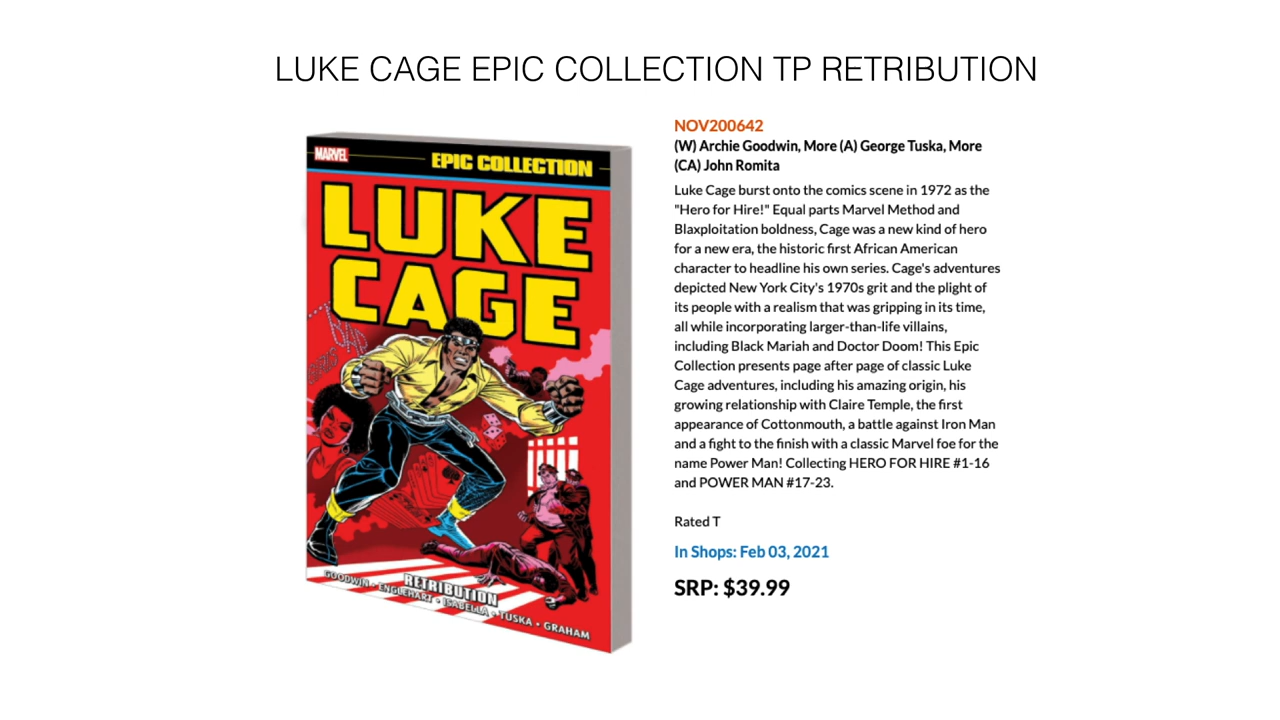 LUKE CAGE EPIC COLLECTION TP RETRIBUTION
MARVEL
EPIC COLLECTION
LUKE
CAGE
RETRIBUTION
GOODWIN • ENGLEHART • ISABELLA • TUSKA • GRAHAM
NOV200642
(W) Archie Goodwin, More (A) George Tuska, More
(CA) John Romita
Luke Cage burst onto the comics scene in 1972 as the
"Hero for Hire!" Equal parts Marvel Method and
Blaxploitation boldness, Cage was a new kind of hero
for a new era, the historic first African American
character to headline his own series. Cage's adventures
depicted New York City's 1970s grit and the plight of
its people with a realism that was gripping in its time,
all while incorporating larger-than-life villains,
including Black Mariah and Doctor Doom! This Epic
Collection presents page after page of classic Luke
Cage adventures, including his amazing origin, his
growing relationship with Claire Temple, the first
appearance of Cottonmouth, a battle against Iron Man
and a fight to the finish with a classic Marvel foe for the
name Power Man! Collecting HERO FOR HIRE #1-16
and POWER MAN #17-23.
Rated T
In Shops: Feb 03, 2021
SRP: $39.99